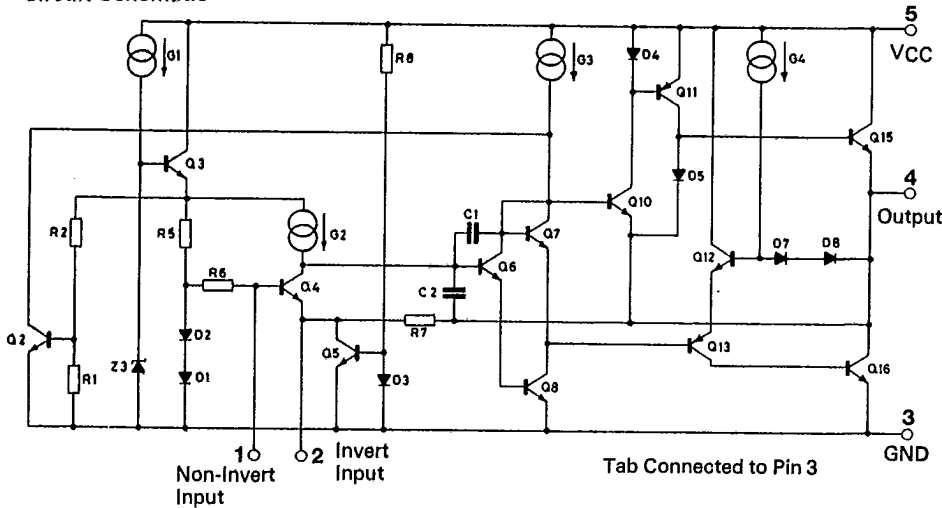 5
VCC
G1
R8
G3
D4
G4
Q11
Q3
Q15
D5
4
Output
R2
R5
G2
C1
Q10
Q7
Q6
Q12
D7
D8
R6
Q4
C2
R7
Q2
D2
Q5
Q13
Z3
R1
D1
D3
Q8
Q16
3
GND
1
2
Invert
Input
Non-Invert
Input
Tab Connected to Pin 3